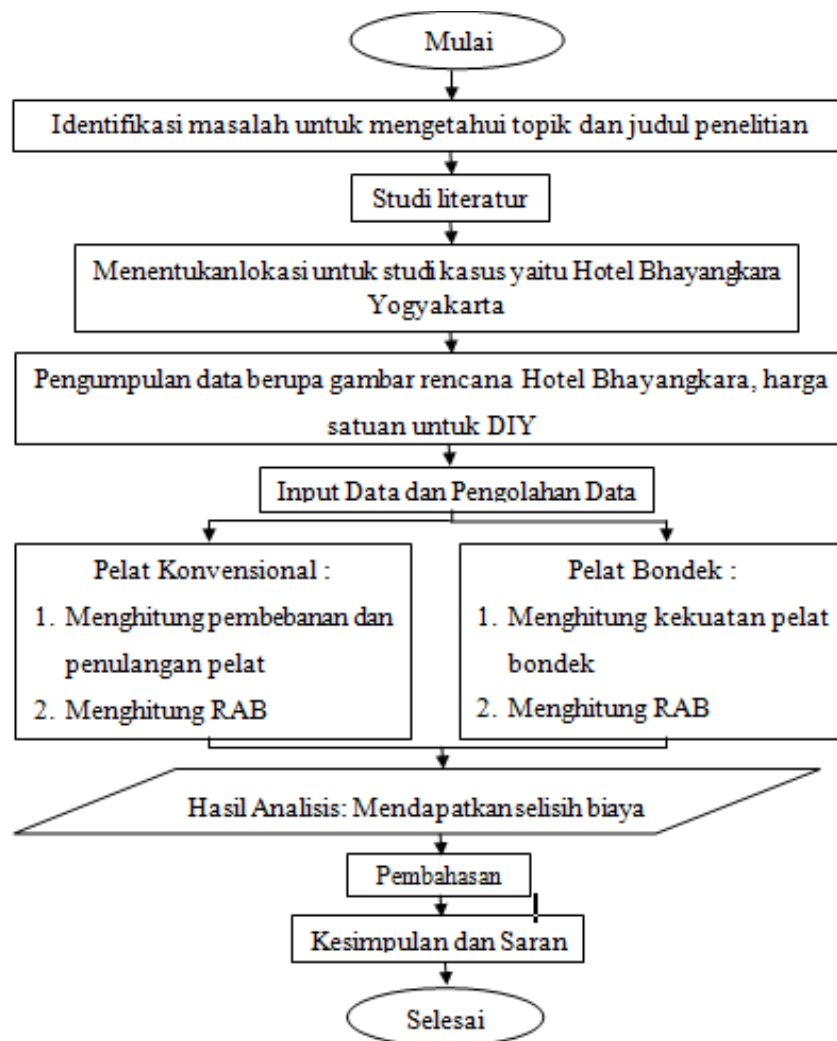 Mulai
Identifikasi masalah untuk mengetahui topik dan judul penelitian
Studi literatur
Menentukan lokasi untuk studi kasus yaitu Hotel Bhayangkara
Yogyakarta
Pengumpulan data berupa gambar rencana Hotel Bhayangkara, harga
satuan untuk DIY
Input Data dan Pengolahan Data
Pelat Konvensional :
1. Menghitung pembebanan dan
penulangan pelat
2. Menghitung RAB
Pelat Bondek :
1. Menghitung kekuatan pelat
bondek
2. Menghitung RAB
Hasil Analisis: Mendapatkan selisih biaya
Pembahasan
Kesimpulan dan Saran
Selesai